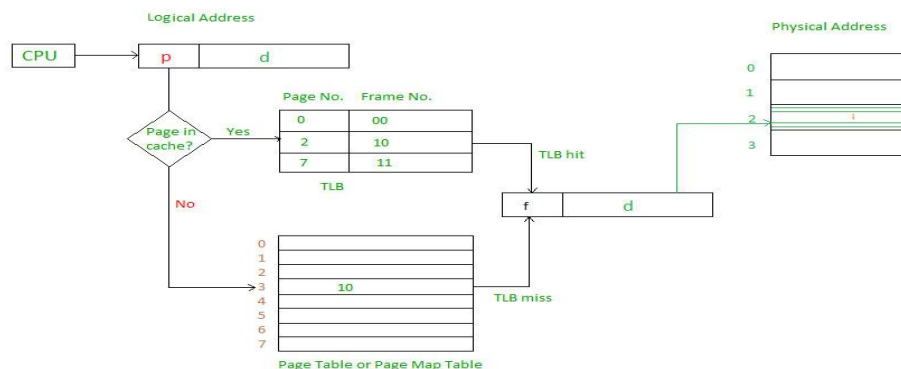 Logical Address
Physical Address
CPU
p d
Page in
cache?
Yes
No
Page No. Frame No.
0 00
2 10
7 11
TLB
TLB hit
f d
TLB miss
0
1
2
3 10
4
5
6
7
Page Table or Page Map Table
0
1
2
3